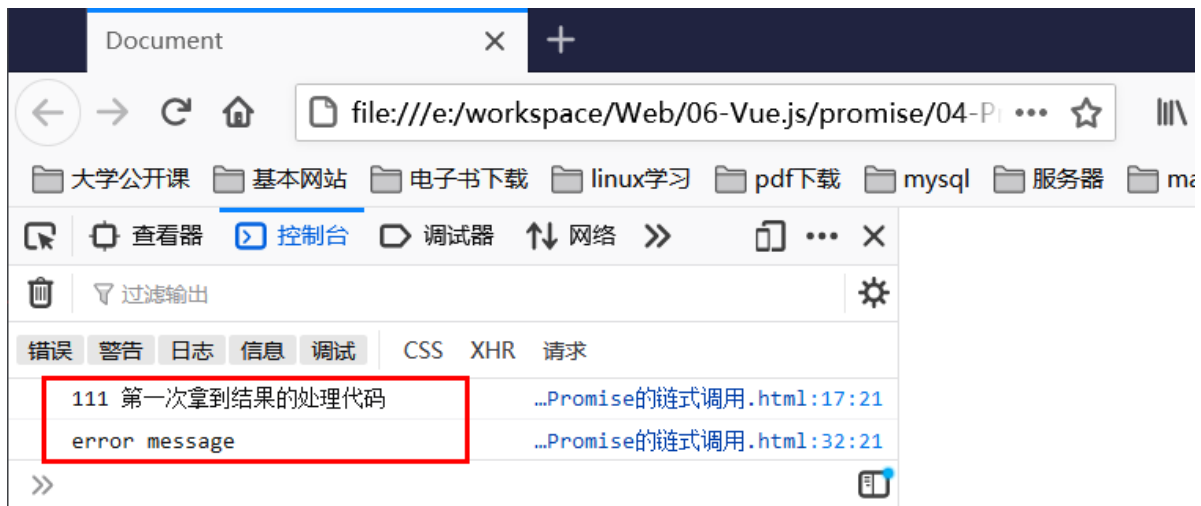 Document
file:///e:/workspace/Web/06-Vue.js/promise/04-P
大学公开课 基本网站 电子书下载 linux学习 pdf下载 mysql 服务器 ma
查看器 控制台 调试器 网络
过滤输出
错误 警告 日志 信息 调试 CSS XHR 请求
111 第一次拿到结果的处理代码 …Promise的链式调用.html:17:21
error message …Promise的链式调用.html:32:21